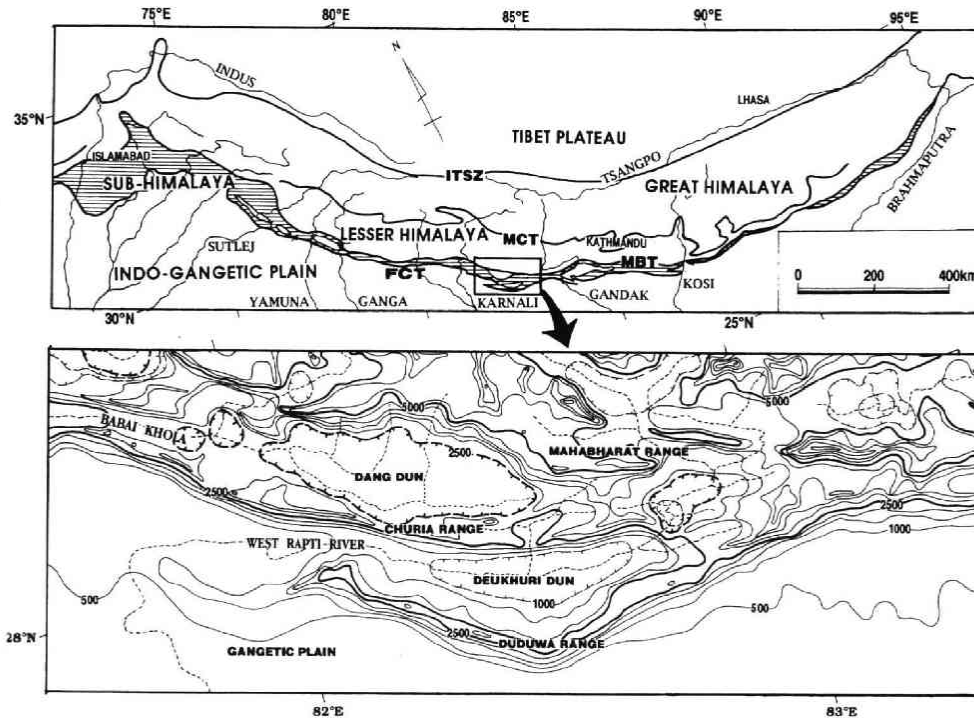 75°E 80°E 85°E 90°E 95°E
N
INDUS
LHASA
35°N
TIBET PLATEAU
ISLAMABAD
ITSZ
TSANGPO
SUB-HIMALAYA
GREAT HIMALAYA
BRAHMAPUTRA
LESSER HIMALAYA
MCT
KATHMANDU
SUTLEJ
INDO-GANGETIC PLAIN
FCT
MBT
0 200 400km
YAMUNA
GANGA
KARNALI
GANDAK
KOSI
30°N
25°N
5000
5000
BABAI KHOLA
2500
MAHABHARAT RANGE
DANG DUN
2500
2500
CHURIA RANGE
1000
WEST RAPTI RIVER
DEUKHURI DUN
500
1000
500
28°N
2500
DUDUWA RANGE
GANGETIC PLAIN
82°E
83°E